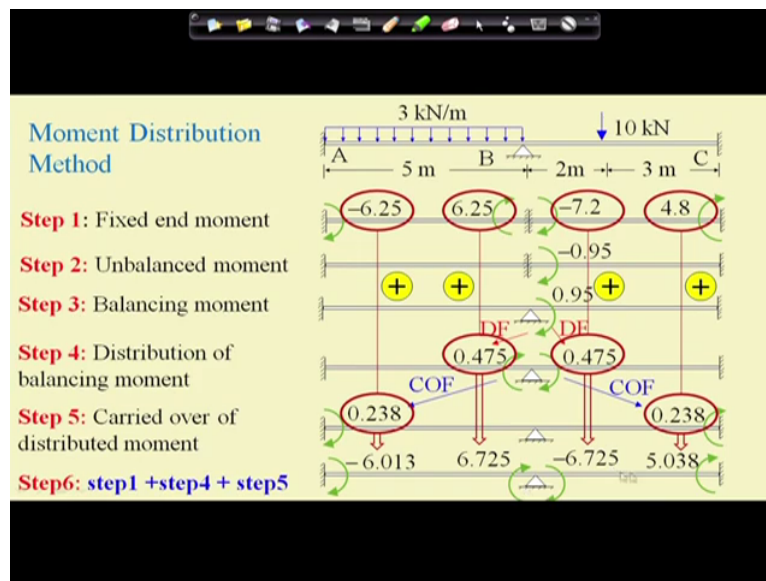 3 kN/m
10 kN
Moment Distribution
Method
A
B
C
5 m
2m
3 m
Step 1: Fixed end moment
–6.25
6.25
–7.2
4.8
Step 2: Unbalanced moment
–0.95
+
+
+
+
Step 3: Balancing moment
0.95
DF
DF
Step 4: Distribution of
balancing moment
0.475
0.475
COF
COF
Step 5: Carried over of
distributed moment
0.238
0.238
Step6: step1 +step4 + step5
– 6.013
6.725
–6.725
5.038